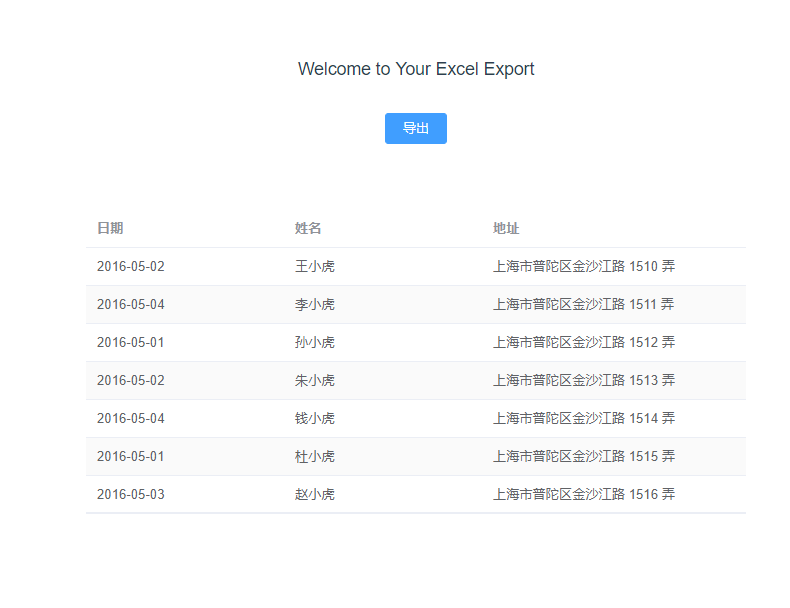 Welcome to Your Excel Export
导出
日期 姓名 地址
2016-05-02 王小虎 上海市普陀区金沙江路 1510 弄
2016-05-04 李小虎 上海市普陀区金沙江路 1511 弄
2016-05-01 孙小虎 上海市普陀区金沙江路 1512 弄
2016-05-02 朱小虎 上海市普陀区金沙江路 1513 弄
2016-05-04 钱小虎 上海市普陀区金沙江路 1514 弄
2016-05-01 杜小虎 上海市普陀区金沙江路 1515 弄
2016-05-03 赵小虎 上海市普陀区金沙江路 1516 弄